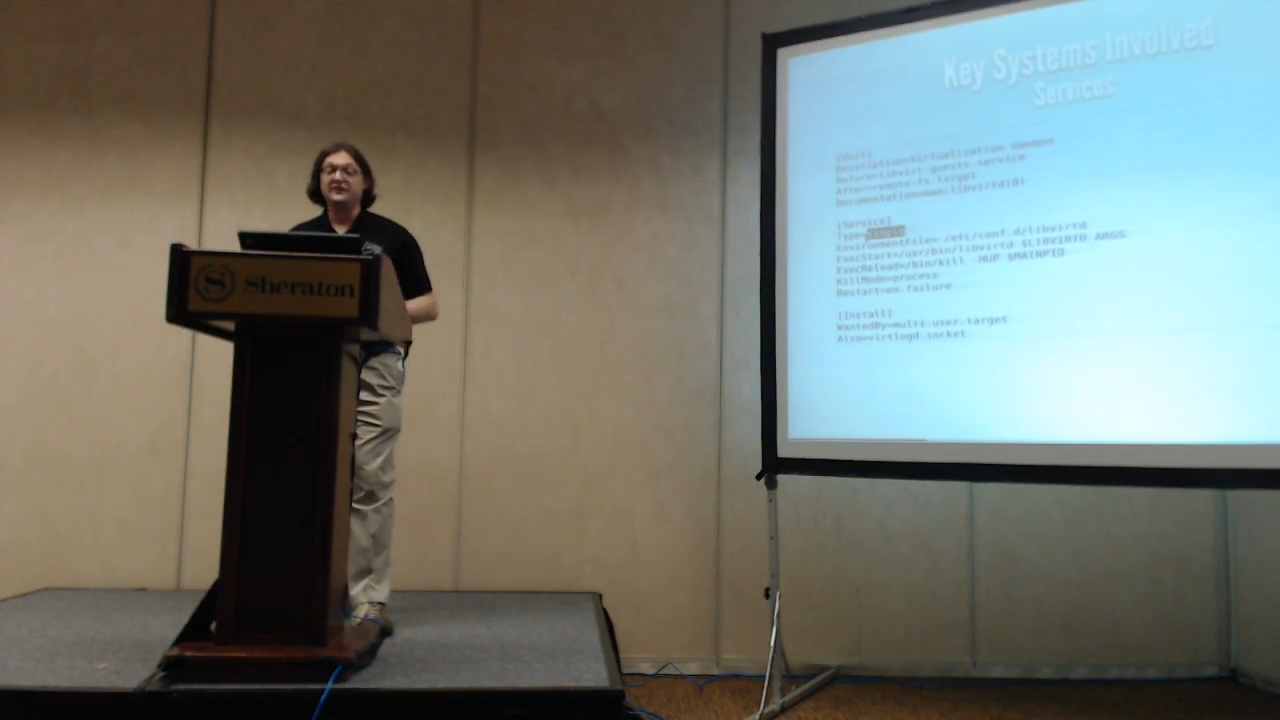 Sheraton
Key Systems Involved
Services
[Unit]
Description=Virtualization daemon
Before=libvirt-guests.service
After=remote-fs.target
Documentation=man:libvirtd(8)
[Service]
Type=simple
EnvironmentFile=-/etc/conf.d/libvirtd
ExecStart=/usr/bin/libvirtd $LIBVIRTD_ARGS
ExecReload=/bin/kill -HUP $MAINPID
KillMode=process
Restart=on-failure
[Install]
WantedBy=multi-user.target
Also=virtlogd.socket